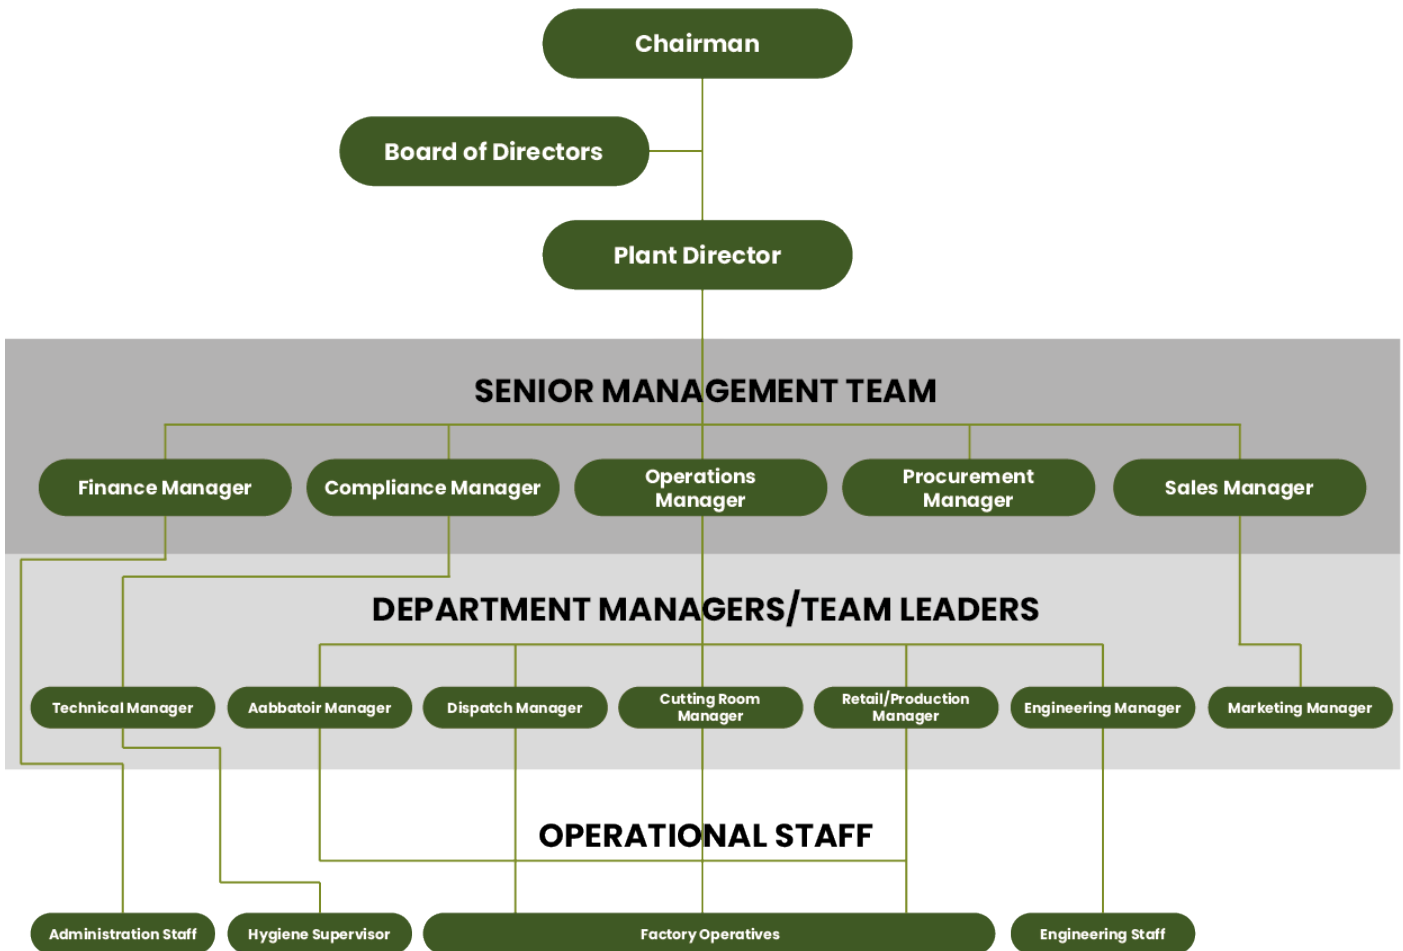 Chairman
Board of Directors
Plant Director
SENIOR MANAGEMENT TEAM
Finance Manager
Compliance Manager
Operations
Manager
Procurement
Manager
Sales Manager
DEPARTMENT MANAGERS/TEAM LEADERS
Technical Manager
Aabbatoir Manager
Dispatch Manager
Cutting Room
Manager
Retail/Production
Manager
Engineering Manager
Marketing Manager
OPERATIONAL STAFF
Administration Staff
Hygiene Supervisor
Factory Operatives
Engineering Staff